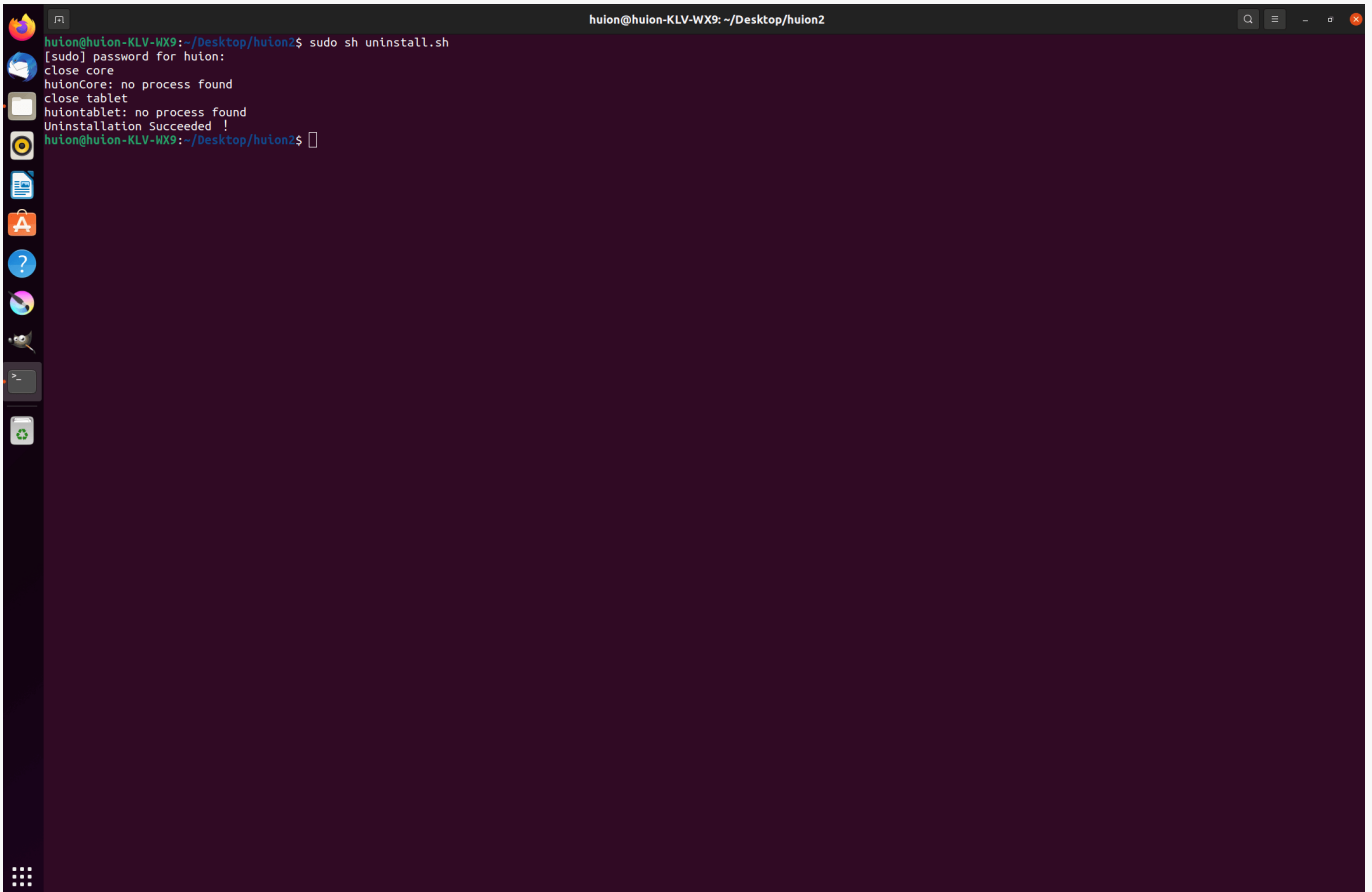 huion@huion-KLV-WX9: ~/Desktop/huion2
huion@huion-KLV-WX9:~/Desktop/huion2$ sudo sh uninstall.sh
[sudo] password for huion:
close core
huionCore: no process found
close tablet
huiontablet: no process found
Uninstallation Succeeded ！
huion@huion-KLV-WX9:~/Desktop/huion2$